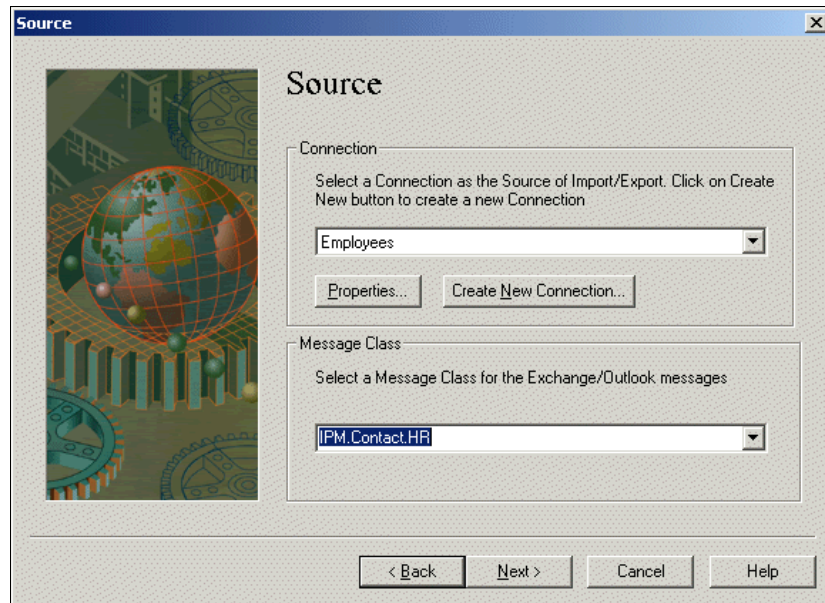 Source
Source
Connection
Select a Connection as the Source of Import/Export. Click on Create
New button to create a new Connection
Employees
Properties...
Create New Connection...
Message Class
Select a Message Class for the Exchange/Outlook messages
IPM.Contact.HR
< Back
Next >
Cancel
Help